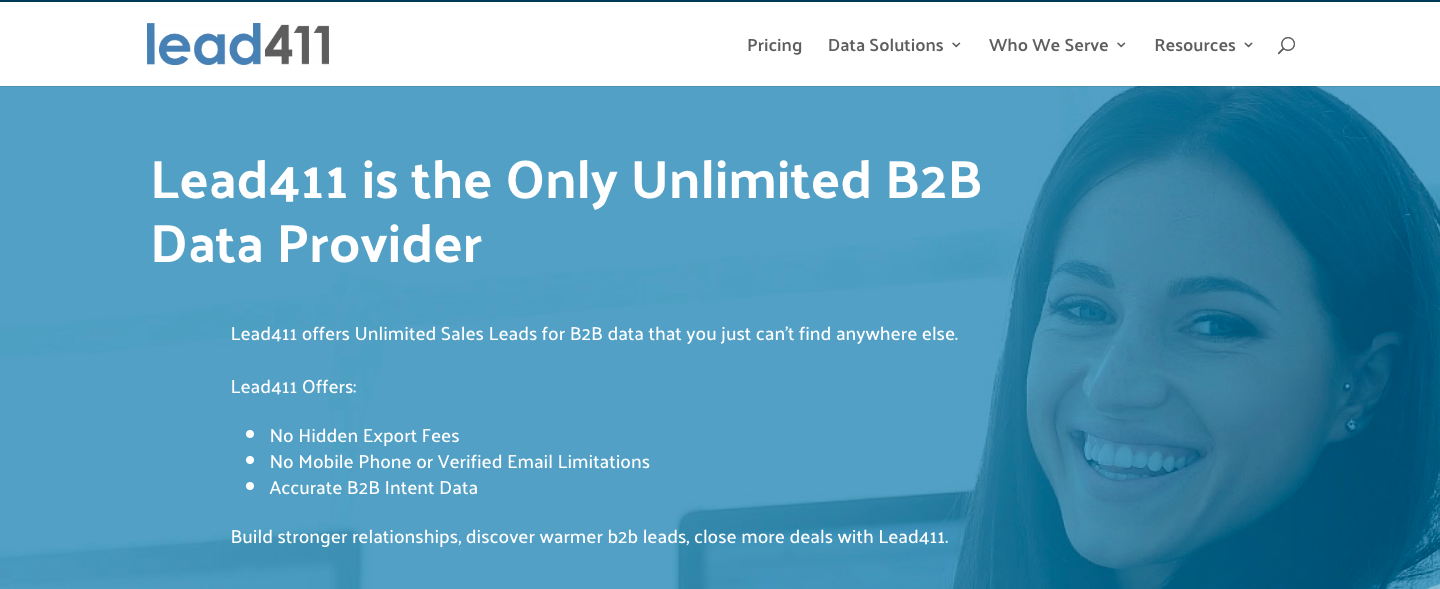 lead411
Pricing Data Solutions Who We Serve Resources
Lead411 is the Only Unlimited B2B
Data Provider
Lead411 offers Unlimited Sales Leads for B2B data that you just can’t find anywhere else.
Lead411 Offers:
No Hidden Export Fees
No Mobile Phone or Verified Email Limitations
Accurate B2B Intent Data
Build stronger relationships, discover warmer b2b leads, close more deals with Lead411.